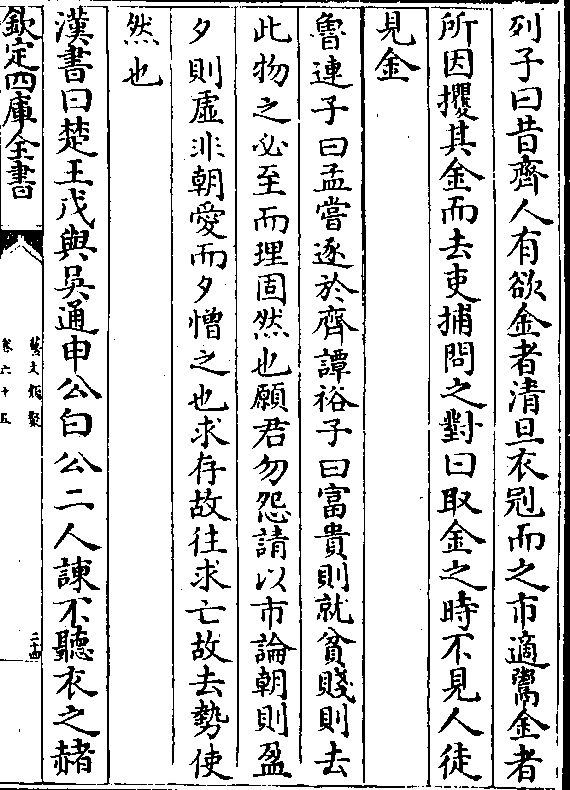 列子曰昔齊人有欲金者清旦衣冠而之市適鬻金者
所因攫其金而去吏捕問之對曰取金之時不見人徒
見金
魯連子曰孟嘗逐於齊譚裕子曰富貴則就貧賤則去
此物之必至而理固然也願君勿怨請以市論朝則盈
夕則虛非朝愛而夕憎之也求存故往求亡故去勢使
然也
漢書曰楚王戊與吳通申公白公二人諫不聽衣之赭
欽定四庫全書
藝文類聚
卷六十五
二十四